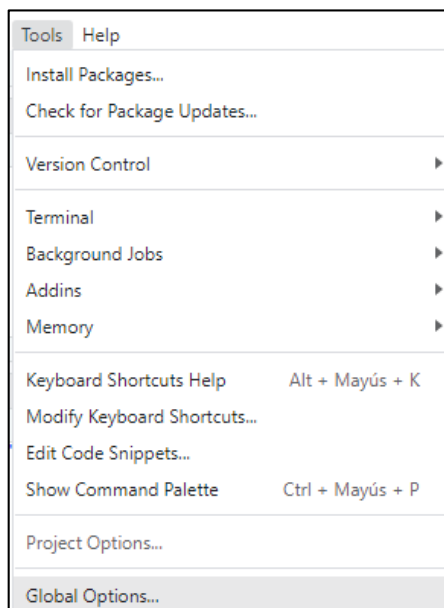 Tools Help
Install Packages...
Check for Package Updates...
Version Control
Terminal
Background Jobs
Addins
Memory
Keyboard Shortcuts Help Alt + Mayús + K
Modify Keyboard Shortcuts...
Edit Code Snippets...
Show Command Palette Ctrl + Mayús + P
Project Options...
Global Options...